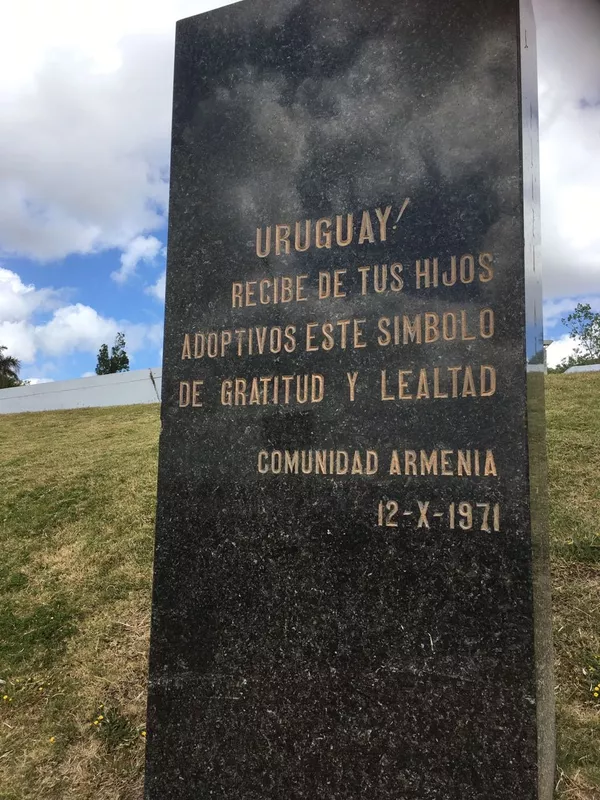 URUGUAY!
RECIBE DE TUS HIJOS
ADOPTIVOS ESTE SIMBOLO
DE GRATITUD Y LEALTAD
COMUNIDAD ARMENIA
12-X-1971